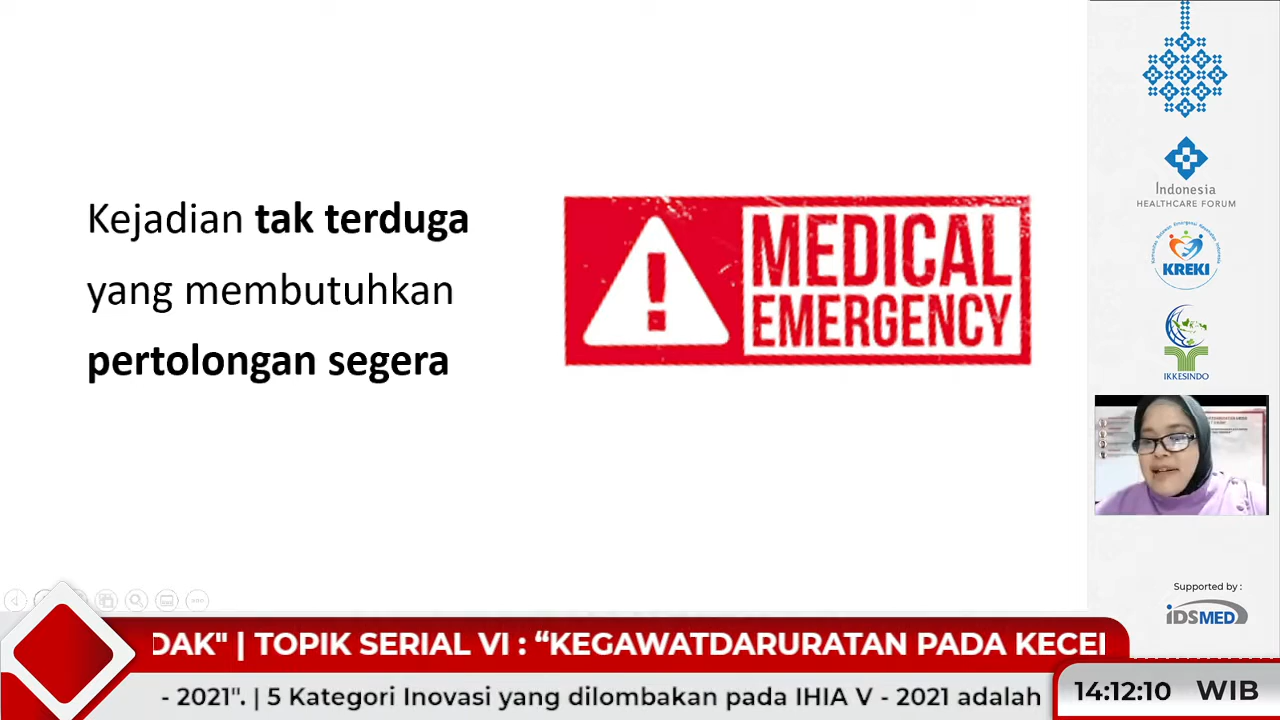 Kejadian tak terduga
yang membutuhkan
pertolongan segera
MEDICAL
EMERGENCY
Indonesia
HEALTHCARE FORUM
KREKI
IKKESINDO
Supported by :
iDSMED
DAK" | TOPIK SERIAL VI : “KEGAWATDARURATAN PADA KECEL
- 2021". | 5 Kategori Inovasi yang dilombakan pada IHIA V - 2021 adalah
14:12:10 WIB